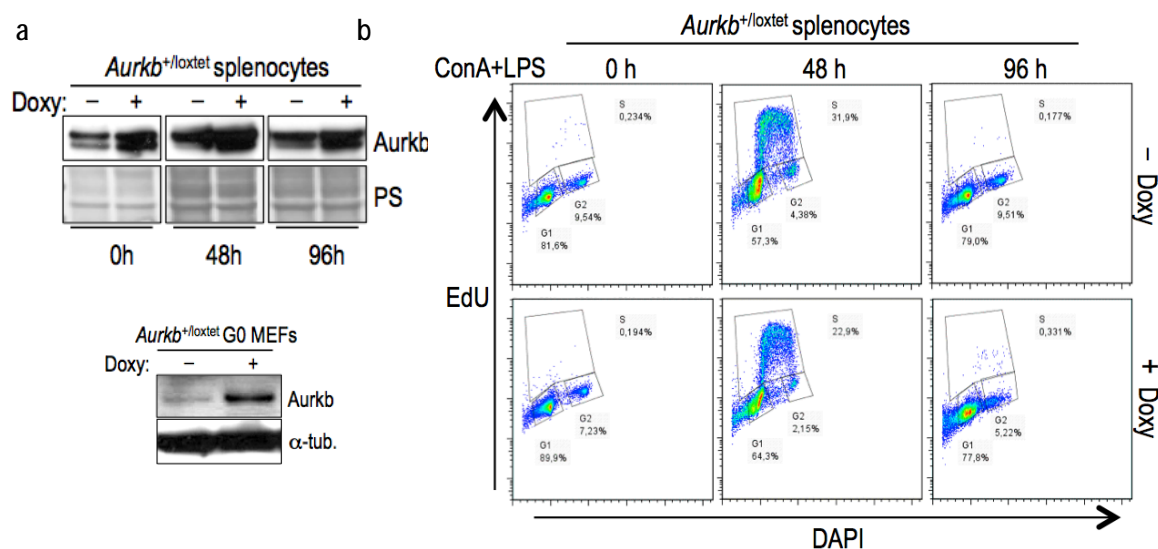 a
Aurkb+/loxtet splenocytes
Doxy: – + – + – +
Aurkb
PS
0h 48h 96h
Aurkb+/loxtet G0 MEFs
Doxy: – +
Aurkb
α-tub.
b
Aurkb+/loxtet splenocytes
ConA+LPS 0 h 48 h 96 h
S
0,234%
G2
9,54%
G1
81,6%
S
31,9%
G2
4,38%
G1
57,3%
S
0,177%
G2
9,51%
G1
79,0%
– Doxy
EdU
S
0,194%
G2
7,23%
G1
89,9%
S
22,9%
G2
2,15%
G1
64,3%
S
0,331%
G2
5,22%
G1
77,8%
+ Doxy
DAPI